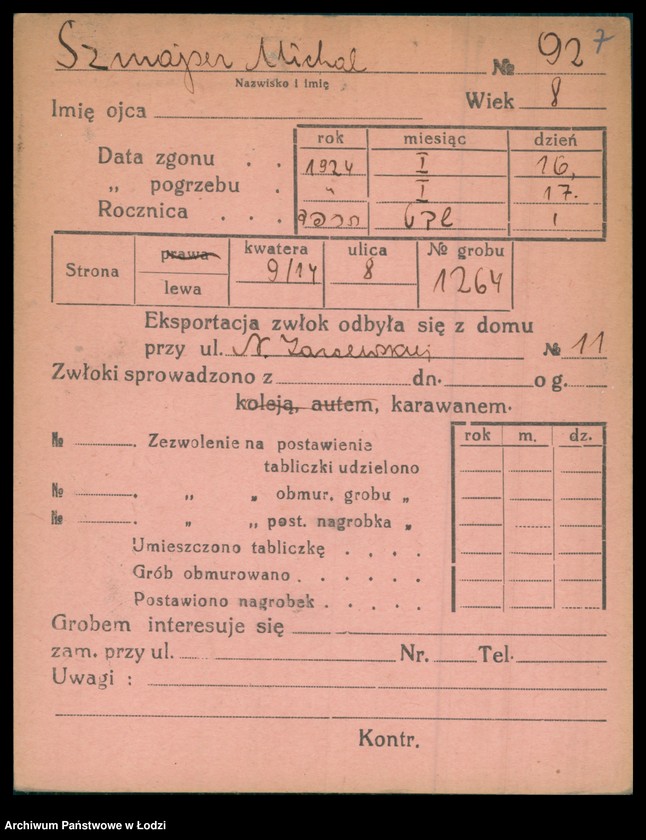 Szmajser Michal № 92 7
Nazwisko i imię
Imię ojca Wiek 8
rok miesiąc dzień
Data zgonu . . 1924 I 16,
„ pogrzebu . " I 17.
Rocznica . . . 
Strona prawa kwatera ulica № grobu
lewa 9/14 8 1264
Eksportacja zwłok odbyła się z domu
przy ul. N. Zarzewskiej № 11
Zwłoki sprowadzono z dn. o g.
koleją, autem, karawanem.
rok m. dz.
№ . Zezwolenie na postawienie
tabliczki udzielono
№ . „ „ obmur. grobu „
№ . „ „ post. nagrobka „
Umieszczono tabliczkę . . . .
Grób obmurowano . . . . .
Postawiono nagrobek . . . .
Grobem interesuje się
zam. przy ul. Nr. Tel.
Uwagi :
Kontr.
Archiwum Państwowe w Łodzi